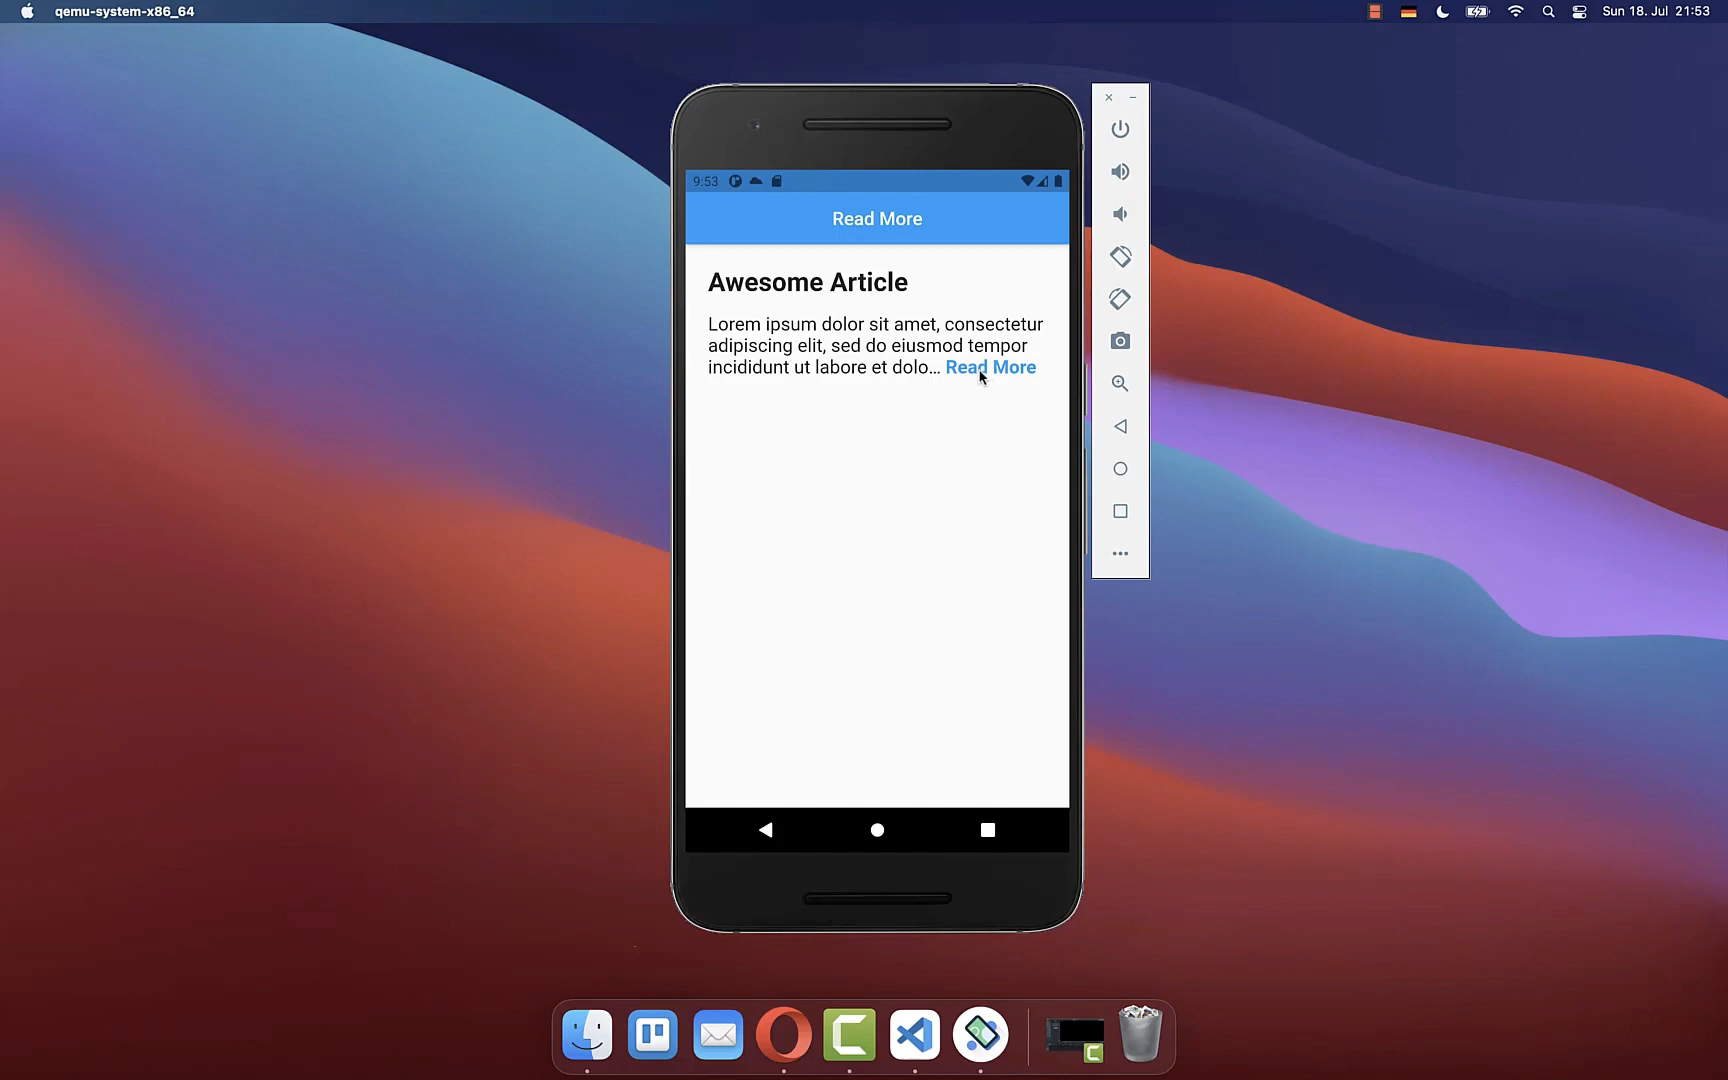 qemu-system-x86_64
Sun 18. Jul 21:53
9:53
Read More
Awesome Article
Lorem ipsum dolor sit amet, consectetur
adipiscing elit, sed do eiusmod tempor
incididunt ut labore et dolo... Read More